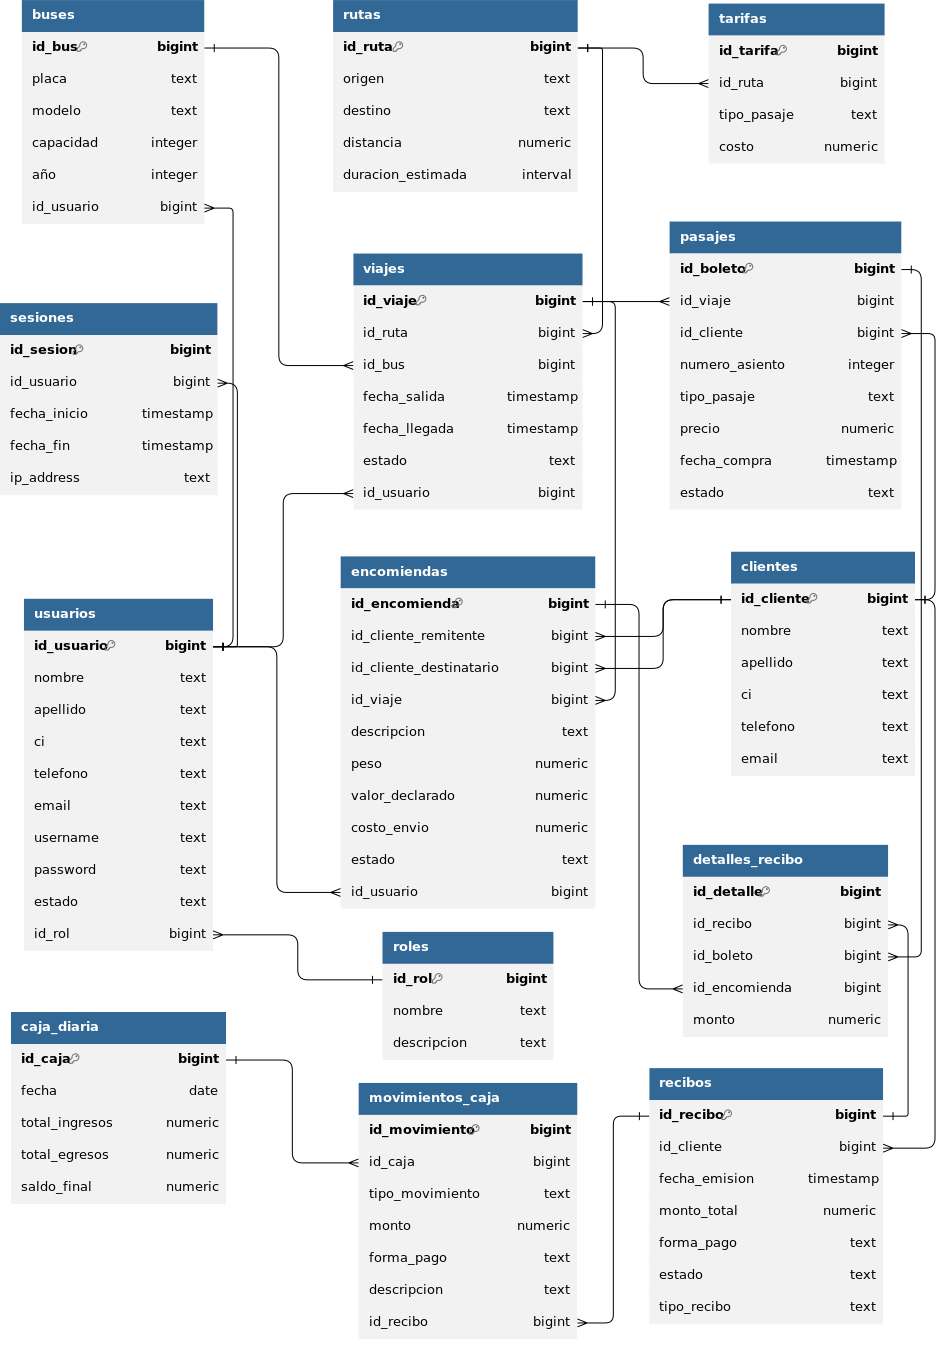 buses
id_bus bigint
placa text
modelo text
capacidad integer
año integer
id_usuario bigint
rutas
id_ruta bigint
origen text
destino text
distancia numeric
duracion_estimada interval
tarifas
id_tarifa bigint
id_ruta bigint
tipo_pasaje text
costo numeric
viajes
id_viaje bigint
id_ruta bigint
id_bus bigint
fecha_salida timestamp
fecha_llegada timestamp
estado text
id_usuario bigint
pasajes
id_boleto bigint
id_viaje bigint
id_cliente bigint
numero_asiento integer
tipo_pasaje text
precio numeric
fecha_compra timestamp
estado text
sesiones
id_sesion bigint
id_usuario bigint
fecha_inicio timestamp
fecha_fin timestamp
ip_address text
usuarios
id_usuario bigint
nombre text
apellido text
ci text
telefono text
email text
username text
password text
estado text
id_rol bigint
encomiendas
id_encomienda bigint
id_cliente_remitente bigint
id_cliente_destinatario bigint
id_viaje bigint
descripcion text
peso numeric
valor_declarado numeric
costo_envio numeric
estado text
id_usuario bigint
clientes
id_cliente bigint
nombre text
apellido text
ci text
telefono text
email text
detalles_recibo
id_detalle bigint
id_recibo bigint
id_boleto bigint
id_encomienda bigint
monto numeric
roles
id_rol bigint
nombre text
descripcion text
caja_diaria
id_caja bigint
fecha date
total_ingresos numeric
total_egresos numeric
saldo_final numeric
movimientos_caja
id_movimiento bigint
id_caja bigint
tipo_movimiento text
monto numeric
forma_pago text
descripcion text
id_recibo bigint
recibos
id_recibo bigint
id_cliente bigint
fecha_emision timestamp
monto_total numeric
forma_pago text
estado text
tipo_recibo text